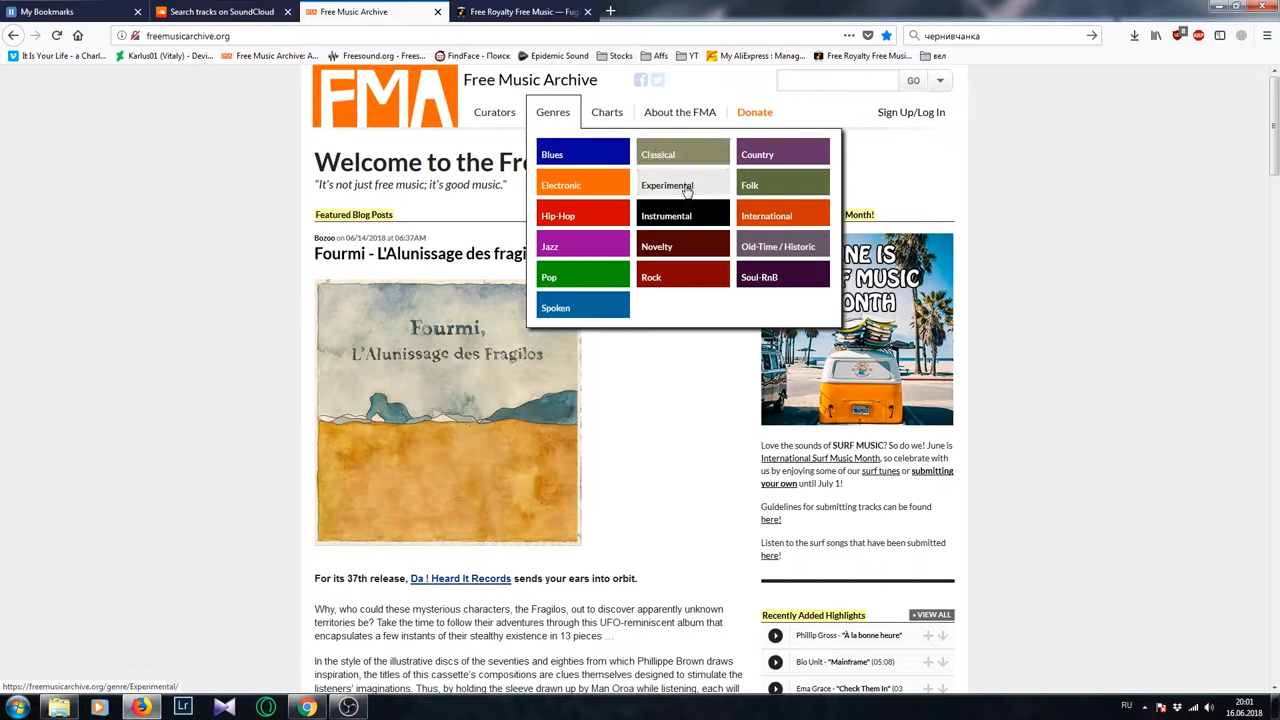 My Bookmarks
Search tracks on SoundCloud
Free Music Archive
Free Royalty Free Music — Fug
freemusicarchive.org
чернивчанка
It Is Your Life - a Charl...
Karlus01 (Vitaly) - Devi...
Free Music Archive: A...
Freesound.org - Frees...
FindFace - Поиск
Epidemic Sound
Stocks
Affs
YT
My AliExpress : Manag...
Free Royalty Free Musi...
вел
FMA
Free Music Archive
GO
Curators
Genres
Charts
About the FMA
Donate
Sign Up/Log In
Blues
Classical
Country
Electronic
Experimental
Folk
Hip-Hop
Instrumental
International
Jazz
Novelty
Old-Time / Historic
Pop
Rock
Soul-RnB
Spoken
Welcome to the Fre
"It's not just free music; it's good music."
Featured Blog Posts
Month!
Bozoo on 06/14/2018 at 06:37AM
Fourmi - L'Alunissage des fragi
Fourmi,
L'Alunissage des Fragilos
NE IS
F MUSIC
ONTH
Love the sounds of SURF MUSIC? So do we! June is
International Surf Music Month, so celebrate with
us by enjoying some of our surf tunes or submitting
your own until July 1!
Guidelines for submitting tracks can be found
here!
Listen to the surf songs that have been submitted
here!
For its 37th release, Da ! Heard It Records sends your ears into orbit.
Why, who could these mysterious characters, the Fragilos, out to discover apparently unknown
territories be? Take the time to follow their adventures through this UFO-reminiscent album that
encapsulates a few instants of their stealthy existence in 13 pieces ...
In the style of the illustrative discs of the seventies and eighties from which Phillippe Brown draws
inspiration, the titles of this cassette's compositions are clues themselves designed to stimulate the
listeners' imaginations. Thus, by holding the sleeve drawn up by Man Oroa while listening, each will
Recently Added Highlights
» VIEW ALL
Phillip Gross - "À la bonne heure"
Bio Unit - "Mainframe" (05:08)
Ema Grace - "Check Them In" (03
https://freemusicarchive.org/genre/Experimental/
Lr
RU
20:01
16.06.2018